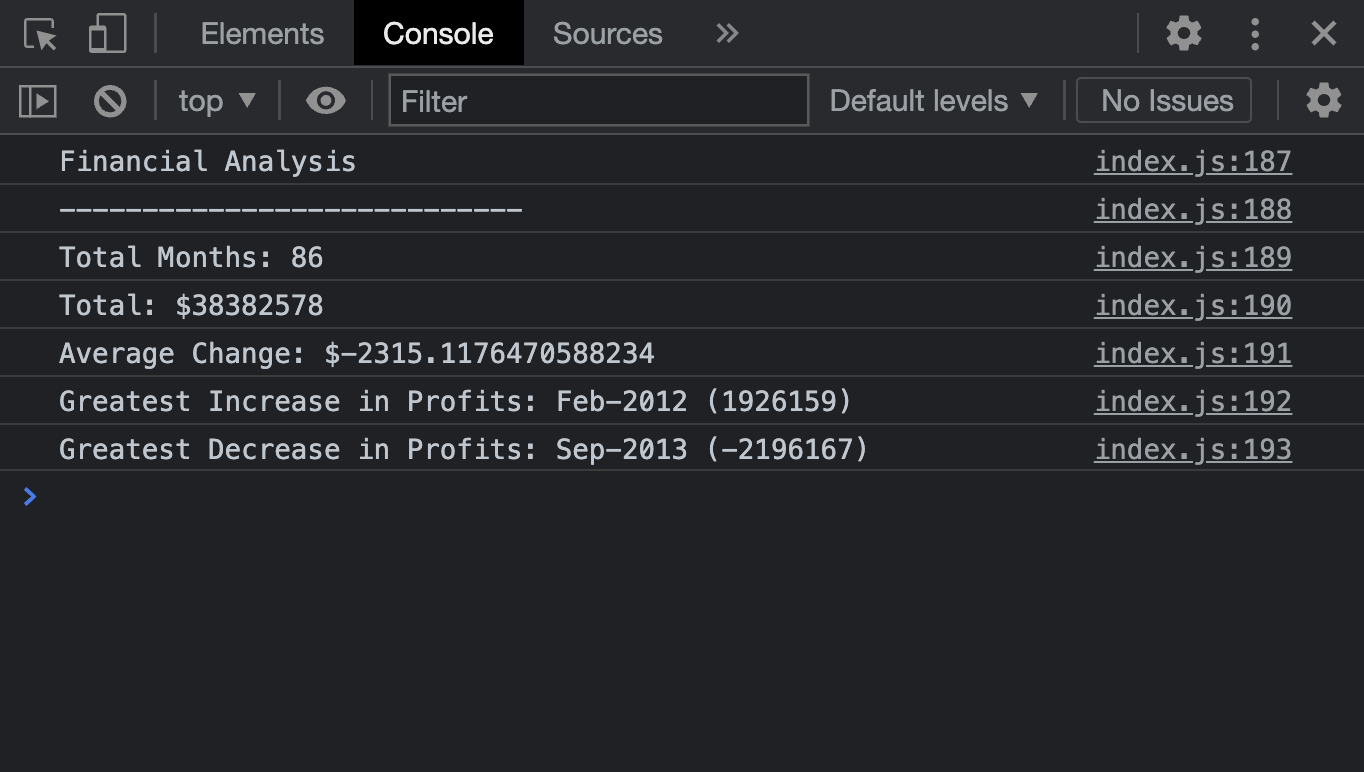 Elements Console Sources
top Filter Default levels No Issues
Financial Analysis index.js:187
---------------------------- index.js:188
Total Months: 86 index.js:189
Total: $38382578 index.js:190
Average Change: $-2315.1176470588234 index.js:191
Greatest Increase in Profits: Feb-2012 (1926159) index.js:192
Greatest Decrease in Profits: Sep-2013 (-2196167) index.js:193